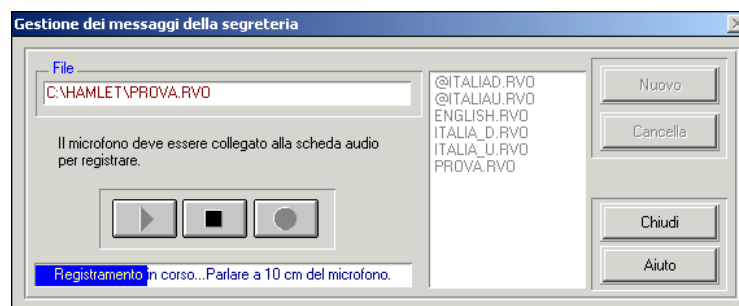 Gestione dei messaggi della segreteria
File
C:\HAMLET\PROVA.RVO
Il microfono deve essere collegato alla scheda audio
per registrare.
Registramento in corso...Parlare a 10 cm del microfono.
@ITALIAD.RVO
@ITALIAU.RVO
ENGLISH.RVO
ITALIA_D.RVO
ITALIA_U.RVO
PROVA.RVO
Nuovo
Cancella
Chiudi
Aiuto